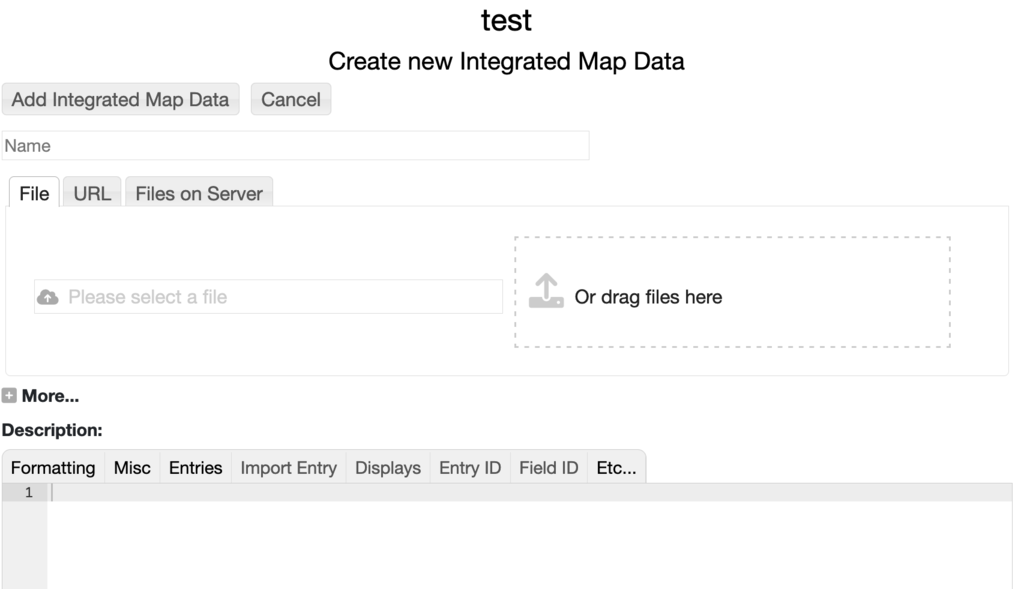 test
Create new Integrated Map Data
Add Integrated Map Data Cancel
Name
File URL Files on Server
Please select a file
Or drag files here
More...
Description:
Formatting Misc Entries Import Entry Displays Entry ID Field ID Etc...
1